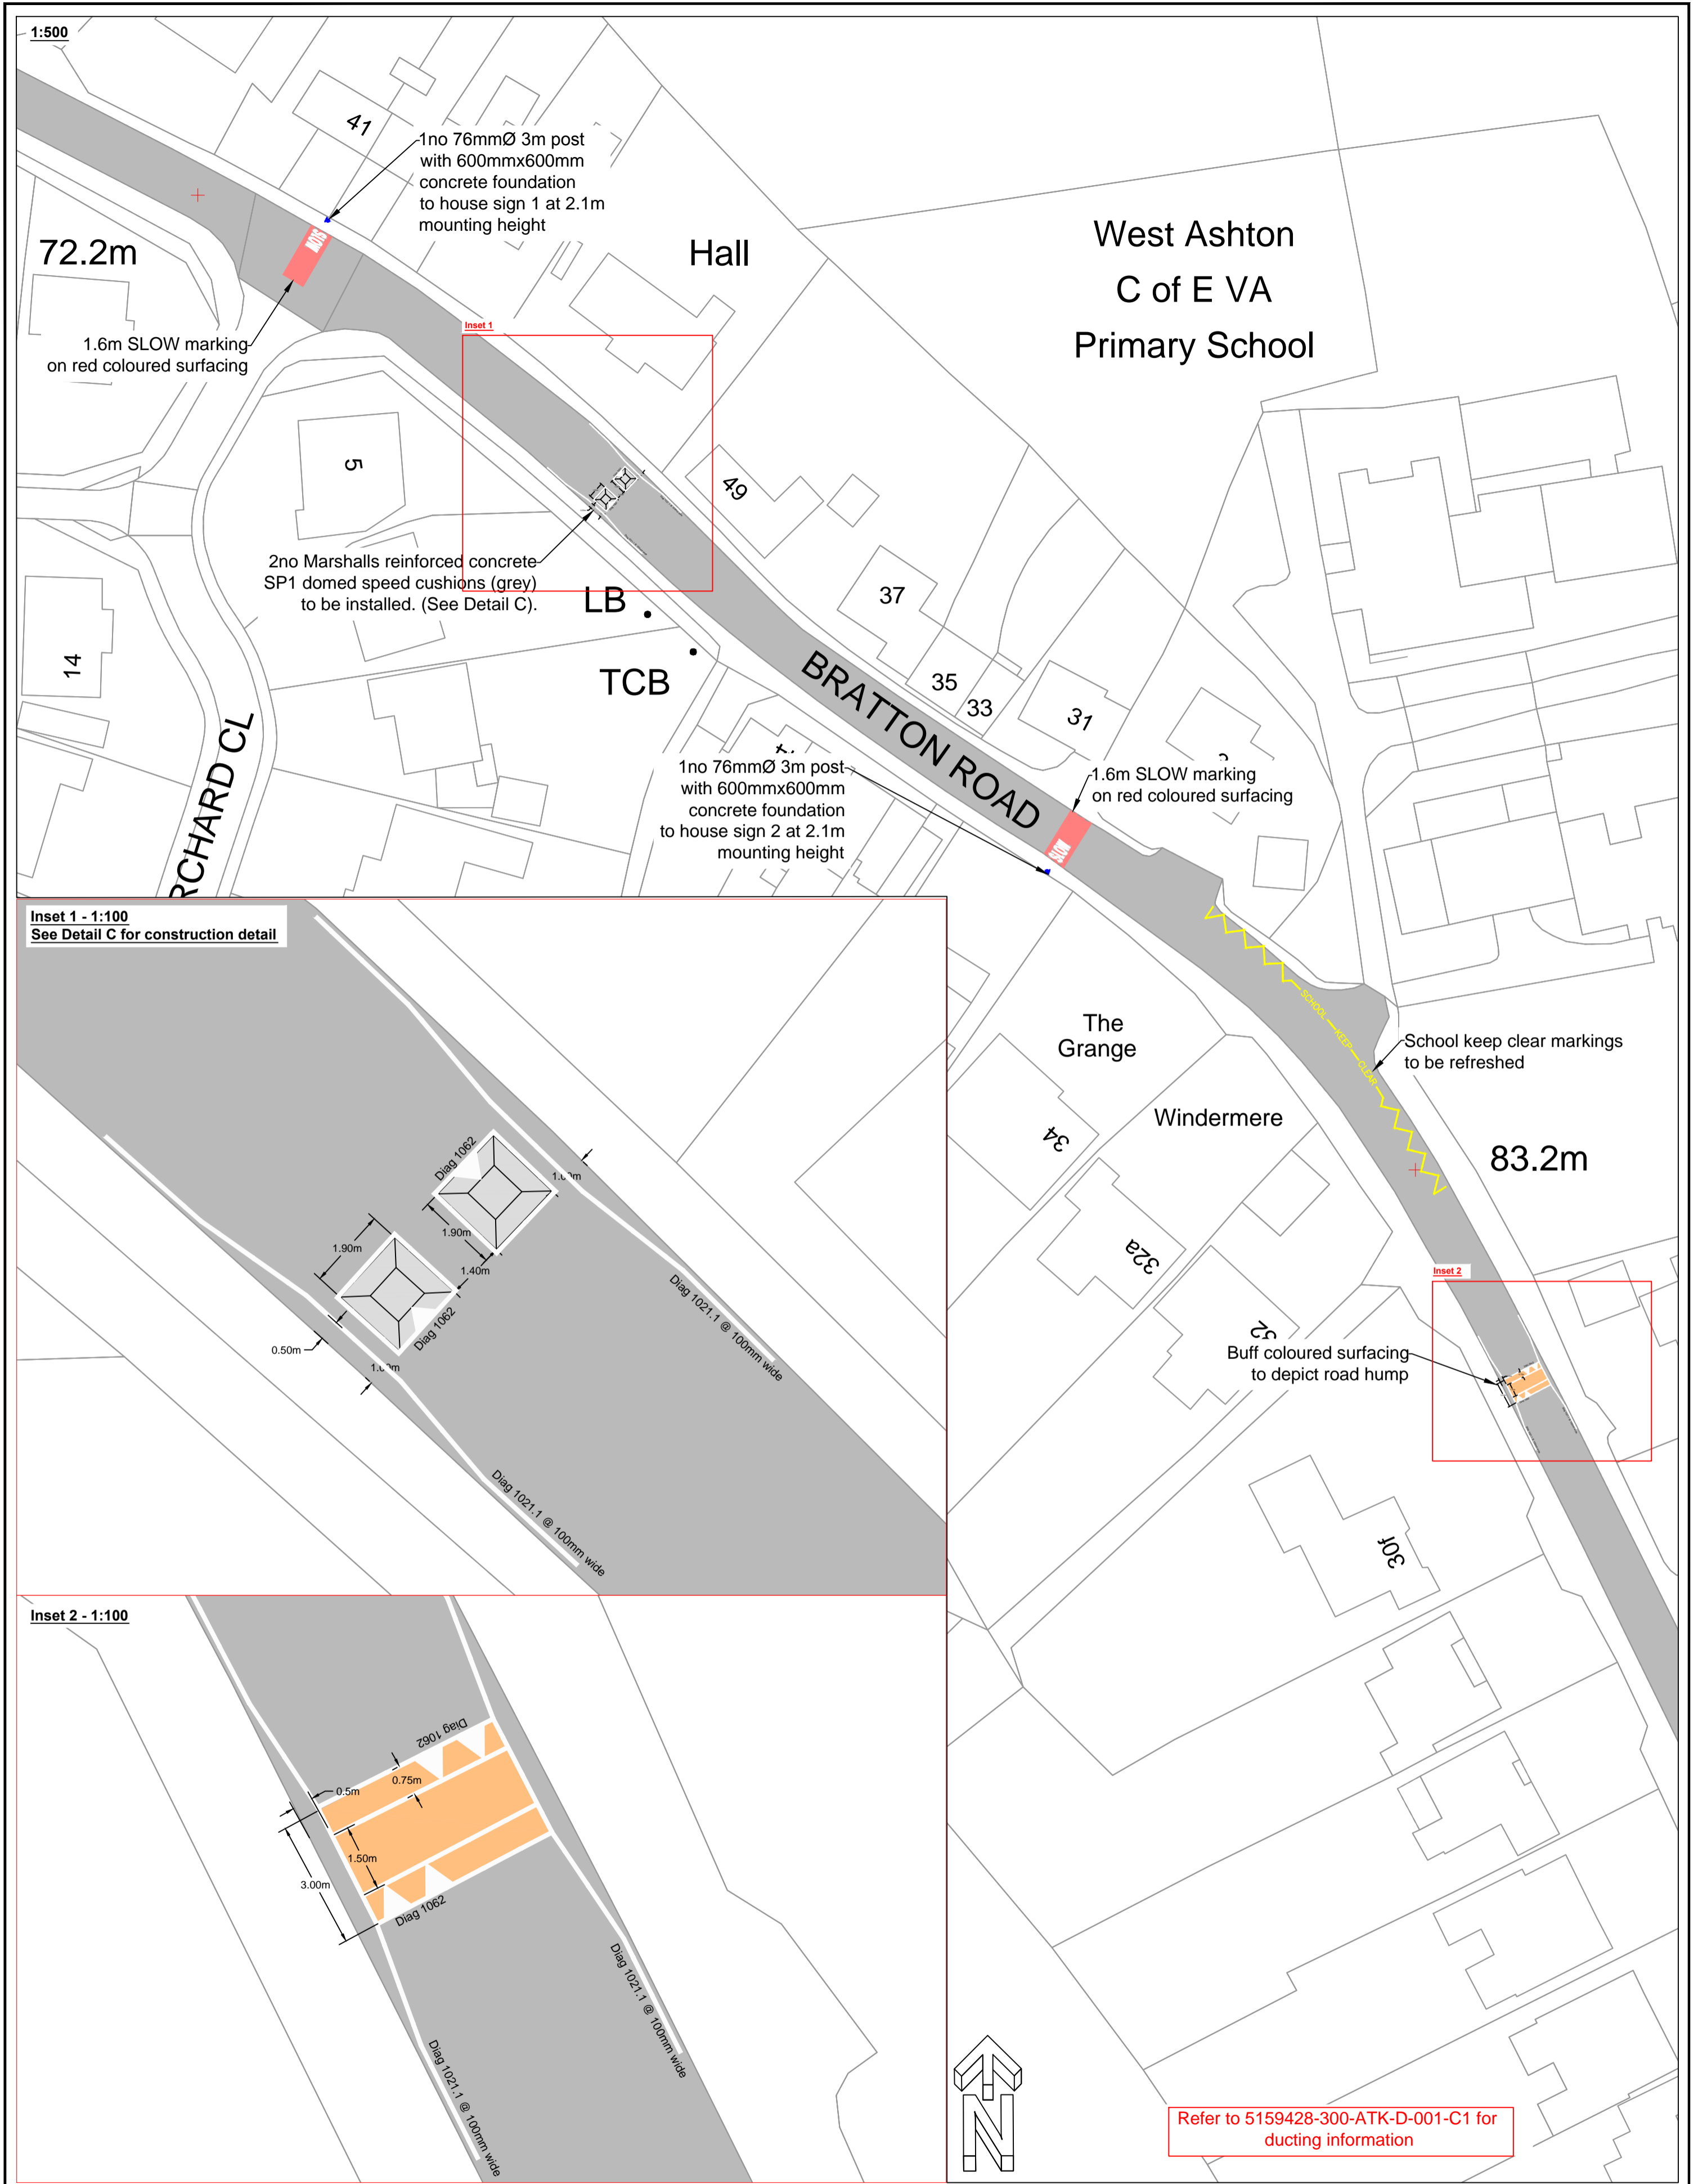 1:500
41
1no 76mmØ 3m post
with 600mmx600mm
concrete foundation
to house sign 1 at 2.1m
mounting height
SLOW
72.2m
Hall
West Ashton
C of E VA
Primary School
1.6m SLOW marking
on red coloured surfacing
Inset 1
5
49
2no Marshalls reinforced concrete
SP1 domed speed cushions (grey)
to be installed. (See Detail C).
LB
TCB
14
37
35
33
31
BRATTON ROAD
RCHARD CL
1no 76mmØ 3m post
with 600mmx600mm
concrete foundation
to house sign 2 at 2.1m
mounting height
1.6m SLOW marking
on red coloured surfacing
SLOW
SCHOOL KEEP CLEAR
School keep clear markings
to be refreshed
The
Grange
34
Windermere
32a
32
83.2m
Inset 2
Buff coloured surfacing
to depict road hump
30f
Inset 1 - 1:100
See Detail C for construction detail
Diag 1062
1.90m
1.90m
1.40m
Diag 1062
0.50m
Diag 1021.1 @ 100mm wide
Diag 1021.1 @ 100mm wide
Inset 2 - 1:100
Diag 1062
0.5m
0.75m
1.50m
3.00m
Diag 1062
Diag 1021.1 @ 100mm wide
Diag 1021.1 @ 100mm wide
N
Refer to 5159428-300-ATK-D-001-C1 for
ducting information